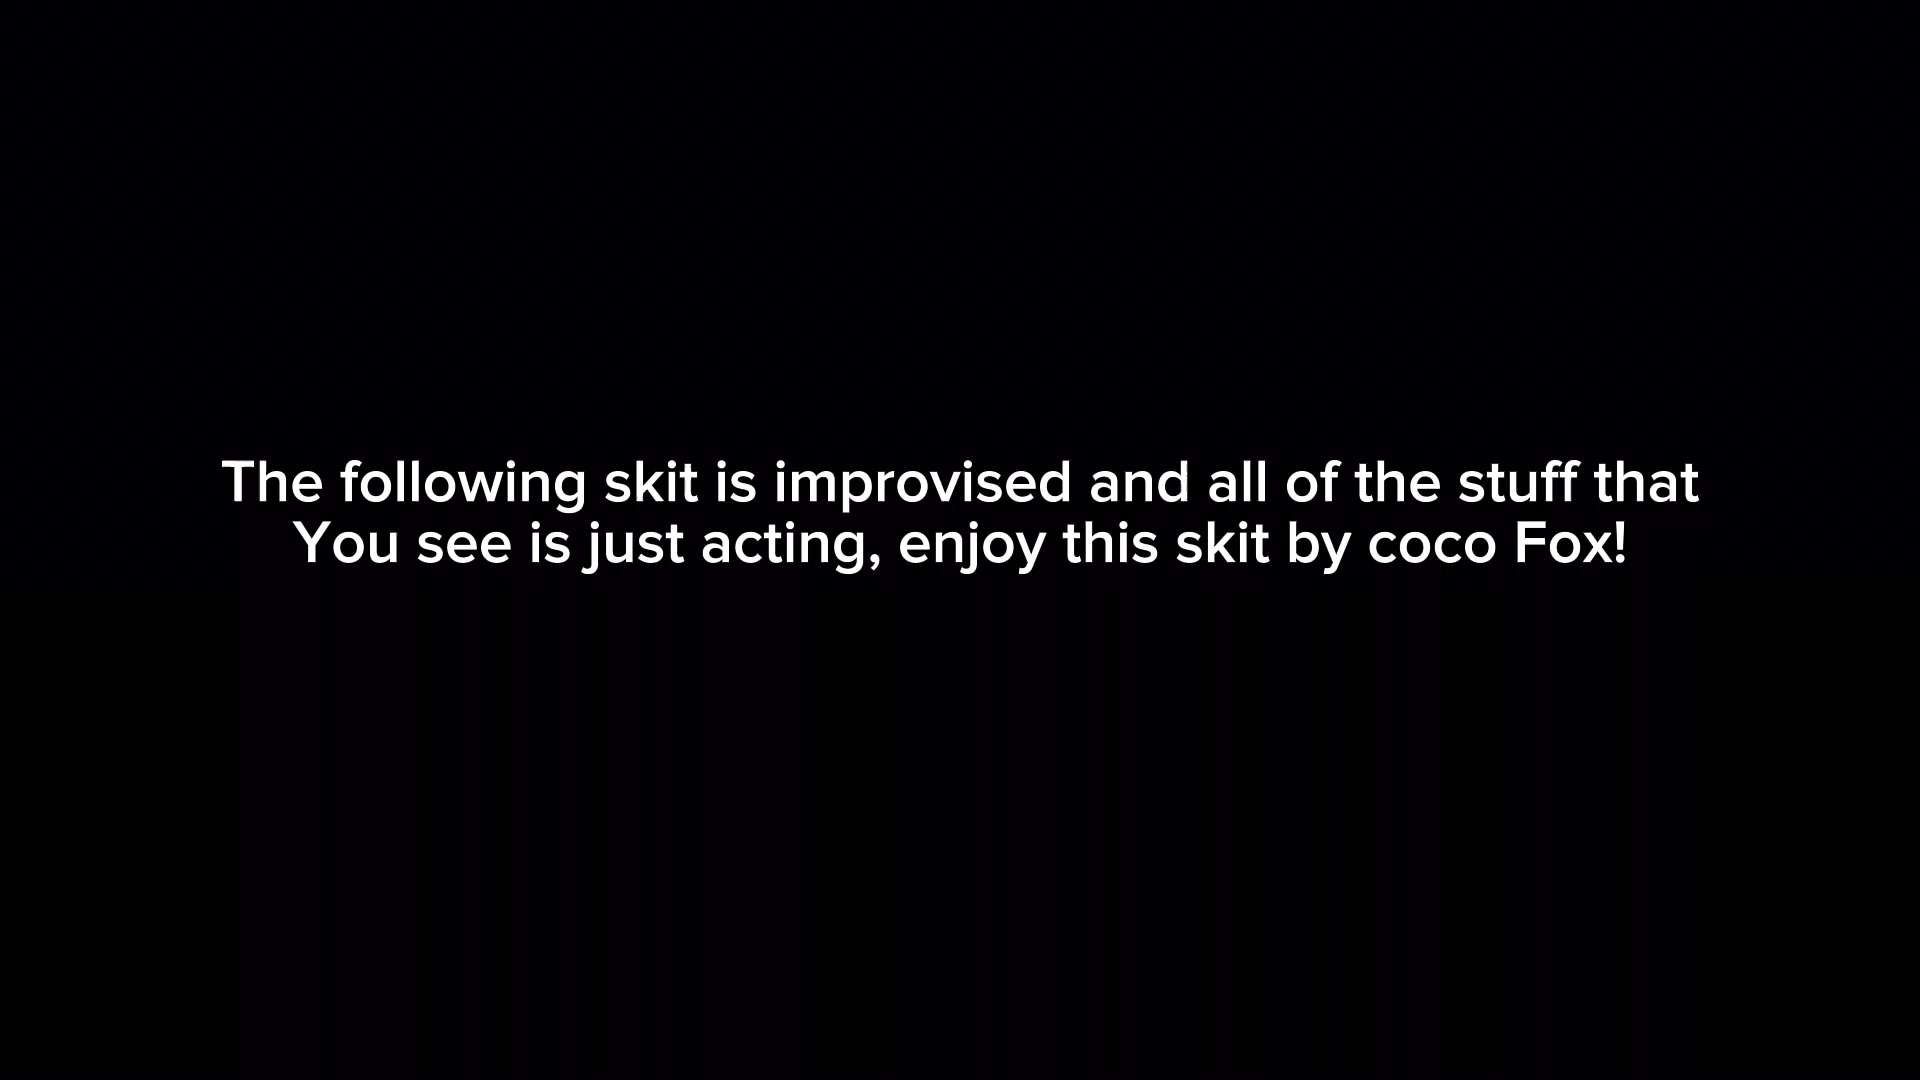 The following skit is improvised and all of the stuff that
You see is just acting, enjoy this skit by coco Fox!